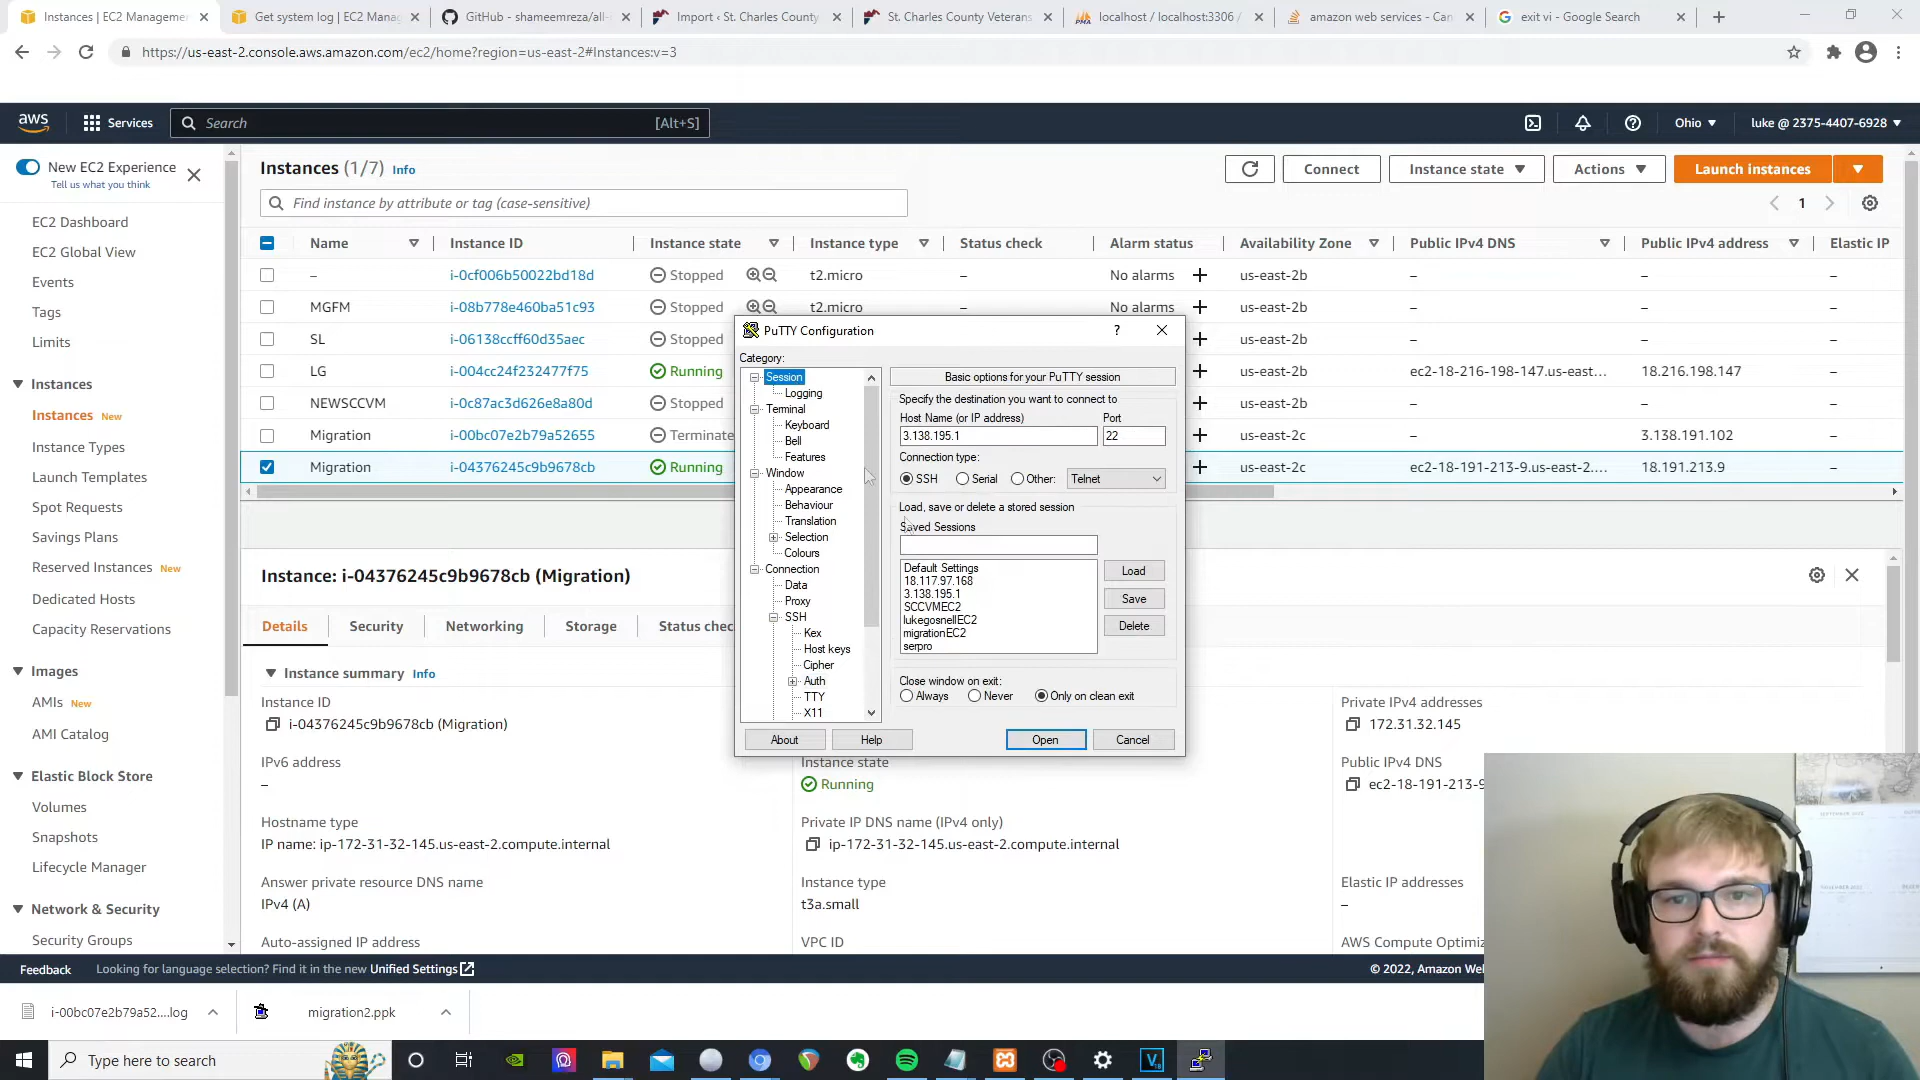 Instances | EC2 Managemen
Get system log | EC2 Manag
GitHub - shameemreza/all-
Import ‹ St. Charles County
St. Charles County Veterans
localhost / localhost:3306 /
amazon web services - Can
exit vi - Google Search
https://us-east-2.console.aws.amazon.com/ec2/home?region=us-east-2#Instances:v=3
aws
Services
Search
[Alt+S]
Ohio
luke @ 2375-4407-6928
New EC2 Experience
Tell us what you think
Instances (1/7) Info
Connect
Instance state
Actions
Launch instances
Find instance by attribute or tag (case-sensitive)
1
EC2 Dashboard
EC2 Global View
Events
Tags
Limits
Instances
Instances New
Instance Types
Launch Templates
Spot Requests
Savings Plans
Reserved Instances New
Dedicated Hosts
Capacity Reservations
Images
AMIs New
AMI Catalog
Elastic Block Store
Volumes
Snapshots
Lifecycle Manager
Network & Security
Security Groups
Name Instance ID Instance state Instance type Status check Alarm status Availability Zone Public IPv4 DNS Public IPv4 address Elastic IP
– i-0cf006b50022bd18d Stopped t2.micro – No alarms + us-east-2b – – –
MGFM i-08b778e460ba51c93 Stopped t2.micro – No alarms + us-east-2b – – –
SL i-06138ccff60d35aec Stopped + us-east-2b – – –
LG i-004cc24f232477f75 Running + us-east-2b ec2-18-216-198-147.us-east... 18.216.198.147 –
NEWSCCVM i-0c87ac3d626e8a80d Stopped + us-east-2b – – –
Migration i-00bc07e2b79a52655 Terminate + us-east-2c – 3.138.191.102 –
Migration i-04376245c9b9678cb Running + us-east-2c ec2-18-191-213-9.us-east-2.... 18.191.213.9 –
PuTTY Configuration
?
Category:
Session
Logging
Terminal
Keyboard
Bell
Features
Window
Appearance
Behaviour
Translation
Selection
Colours
Connection
Data
Proxy
SSH
Kex
Host keys
Cipher
Auth
TTY
X11
Basic options for your PuTTY session
Specify the destination you want to connect to
Host Name (or IP address) Port
3.138.195.1 22
Connection type:
SSH Serial Other: Telnet
Load, save or delete a stored session
Saved Sessions
Default Settings
18.117.97.168
3.138.195.1
SCCVMEC2
lukegosnellEC2
migrationEC2
serpro
Load
Save
Delete
Close window on exit:
Always Never Only on clean exit
About
Help
Open
Cancel
Instance: i-04376245c9b9678cb (Migration)
Details
Security
Networking
Storage
Status chec
Instance summary Info
Instance ID
i-04376245c9b9678cb (Migration)
IPv6 address
–
Hostname type
IP name: ip-172-31-32-145.us-east-2.compute.internal
Answer private resource DNS name
IPv4 (A)
Auto-assigned IP address
Instance state
Running
Private IP DNS name (IPv4 only)
ip-172-31-32-145.us-east-2.compute.internal
Instance type
t3a.small
VPC ID
Private IPv4 addresses
172.31.32.145
Public IPv4 DNS
ec2-18-191-213-9
Elastic IP addresses
–
AWS Compute Optimiz
Feedback
Looking for language selection? Find it in the new Unified Settings
© 2022, Amazon Web
i-00bc07e2b79a52....log
migration2.ppk
Type here to search